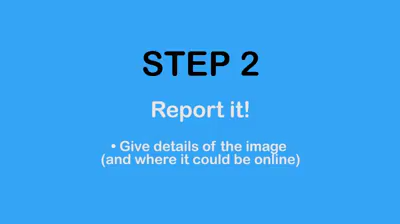 STEP 2
Report it!
• Give details of the image
(and where it could be online)